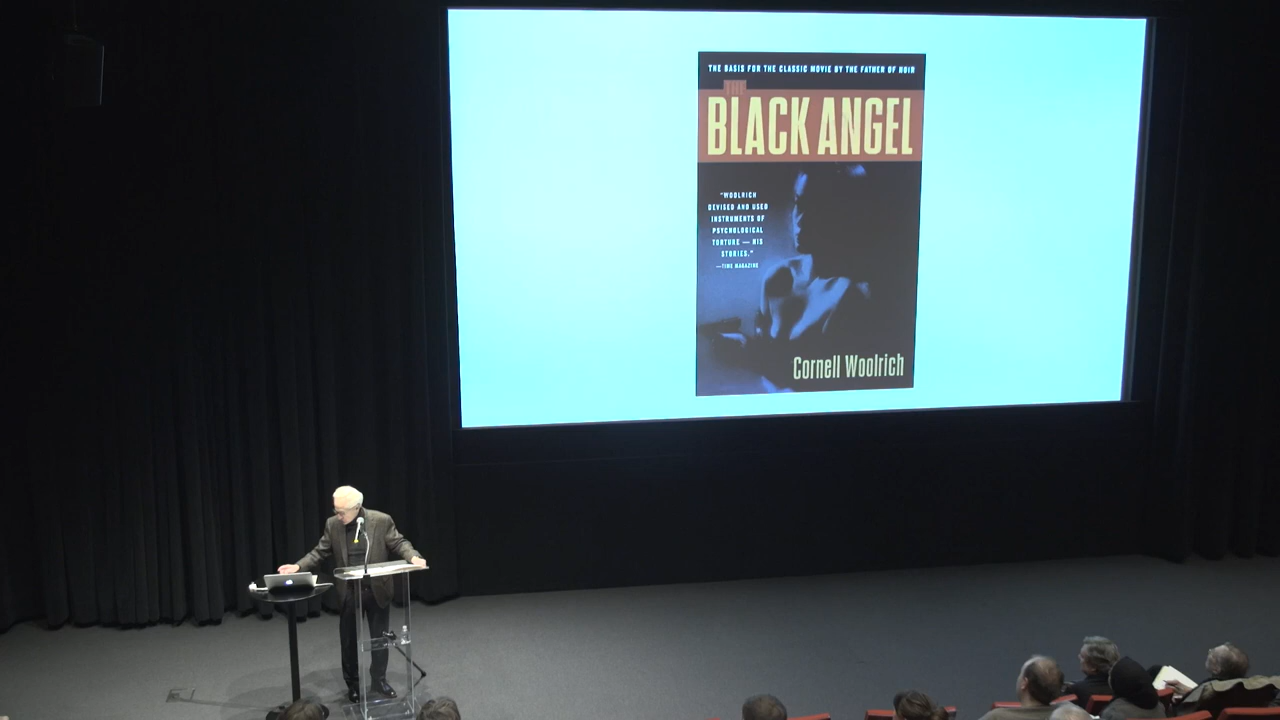 THE BASIS FOR THE CLASSIC MOVIE BY THE FATHER OF NOIR
THE
BLACK ANGEL
"WOOLRICH
DEVISED AND USED
INSTRUMENTS OF
PSYCHOLOGICAL
TORTURE — HIS
STORIES."
—TIME MAGAZINE
Cornell Woolrich